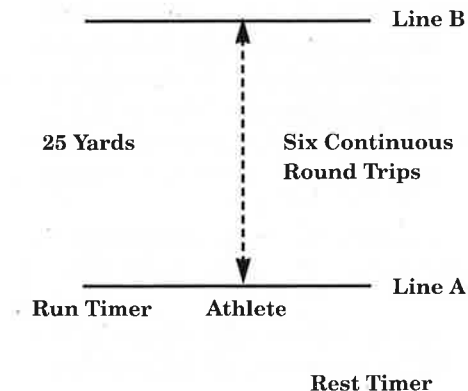 Line B
25 Yards
Six Continuous
Round Trips
Line A
Run Timer
Athlete
Rest Timer